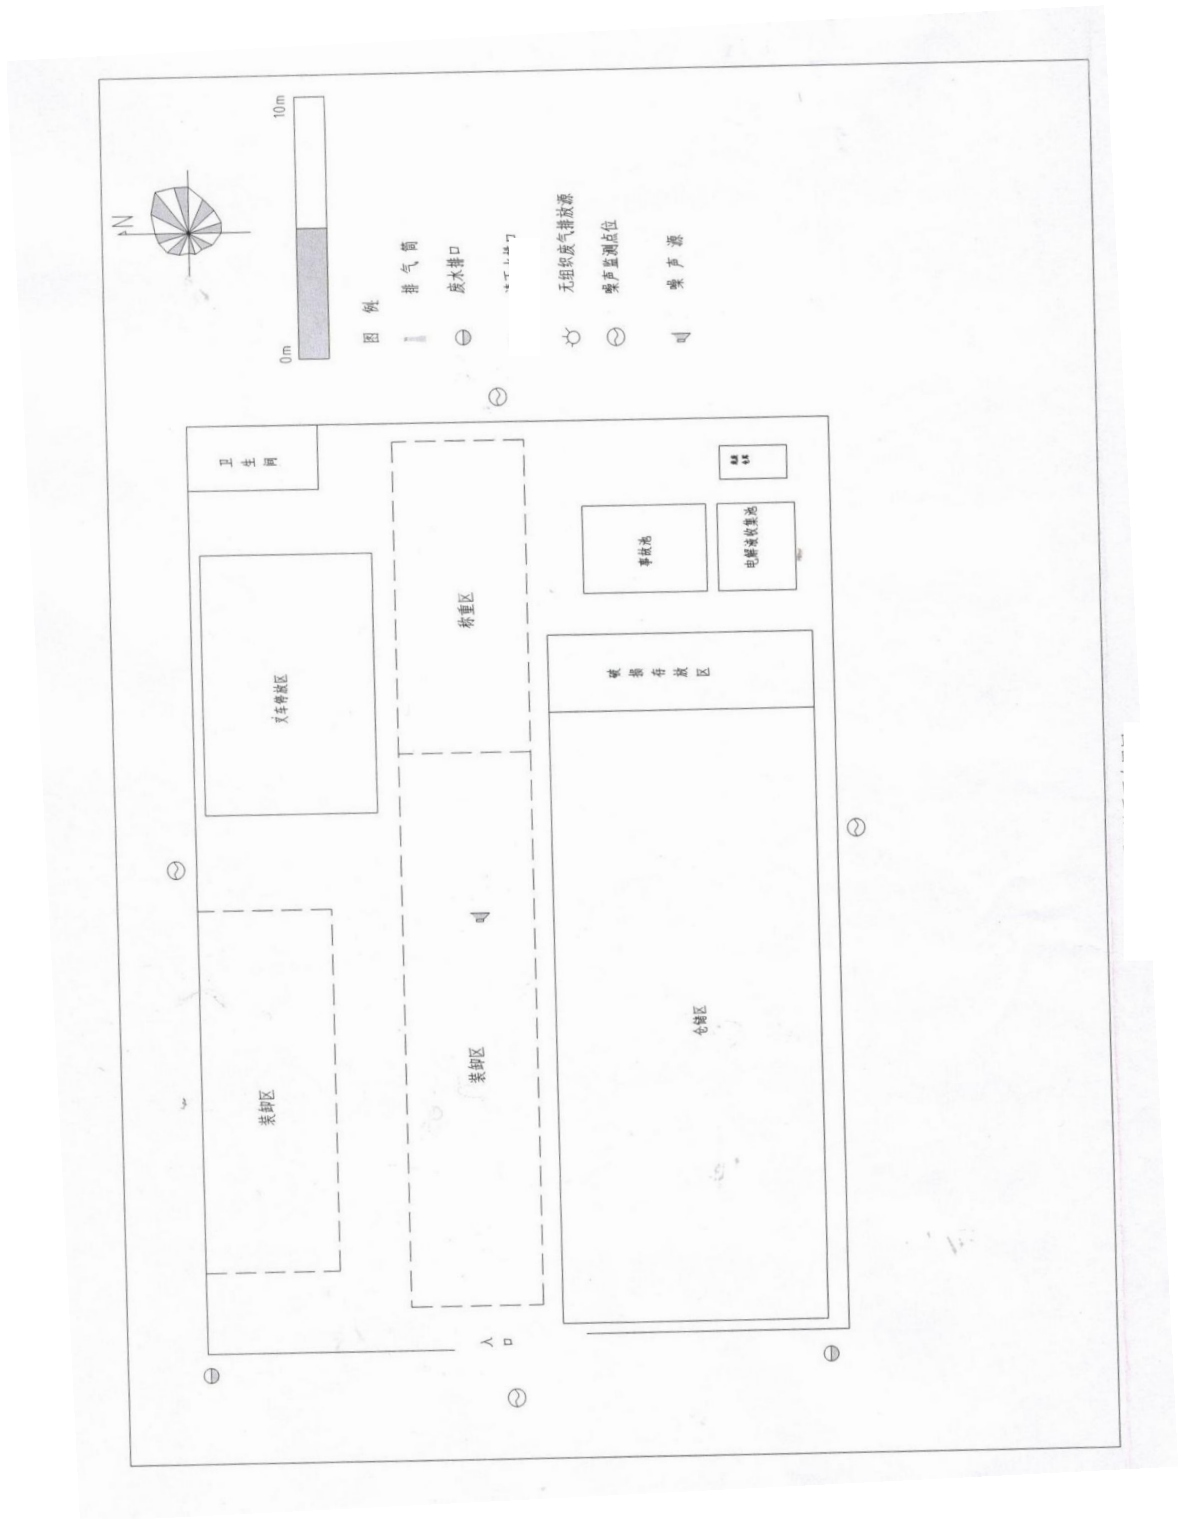 N
0m
10m
图 例
排 气 筒
废水排口
无组织废气排放源
噪声监测点位
噪 声 源
卫生间
叉车停放区
装卸区
称重区
装卸区
事故池
电解液收集池
破损存放区
仓储区
入口